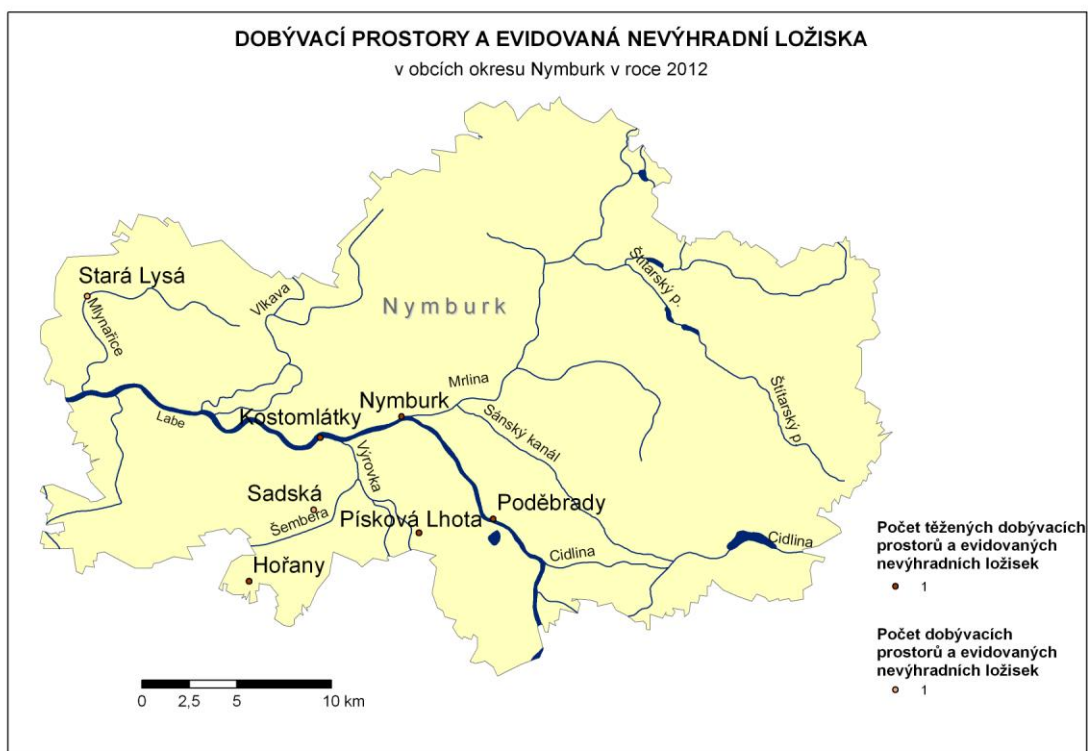 DOBÝVACÍ PROSTORY A EVIDOVANÁ NEVÝHRADNÍ LOŽISKA
v obcích okresu Nymburk v roce 2012
Stará Lysá
Mlynařice
Vlkava
Nymburk
Štítarský p.
Štítarský p.
Labe
Kostomlátky
Nymburk
Mrlina
Sánský kanál
Výrovka
Sadská
Šembera
Písková Lhota
Poděbrady
Hořany
Cidlina
Cidlina
Počet těžených dobývacích
prostorů a evidovaných
nevýhradních ložisek
1
Počet dobývacích
prostorů a evidovaných
nevýhradních ložisek
1
0 2,5 5 10 km